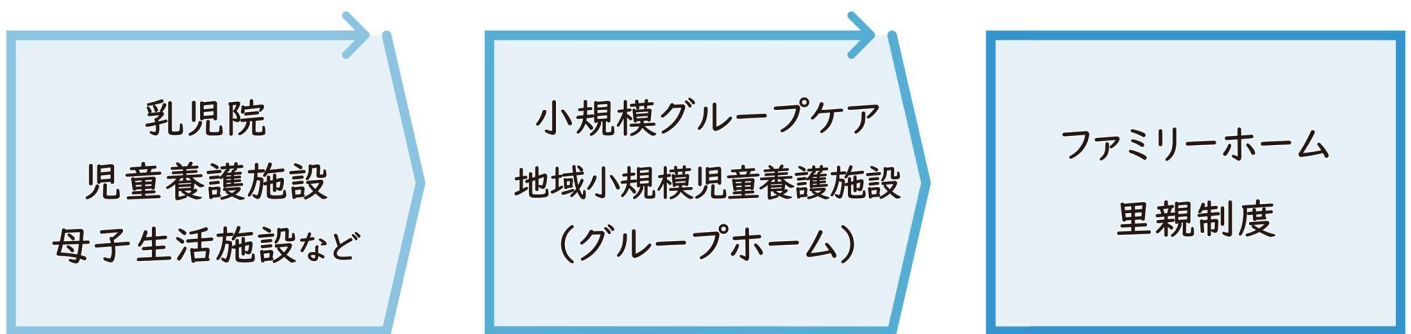 乳児院
児童養護施設
母子生活施設など
小規模グループケア
地域小規模児童養護施設
(グループホーム)
ファミリーホーム
里親制度